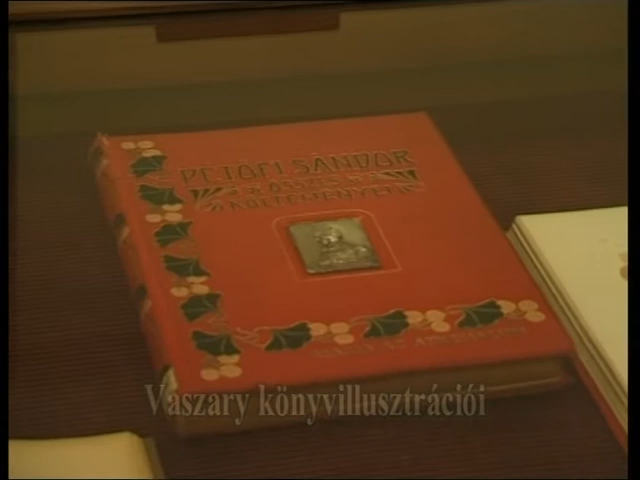 PETŐFI SÁNDOR
ÖSSZES
KÖLTEMÉNYEI
Vaszary könyvillusztrációi